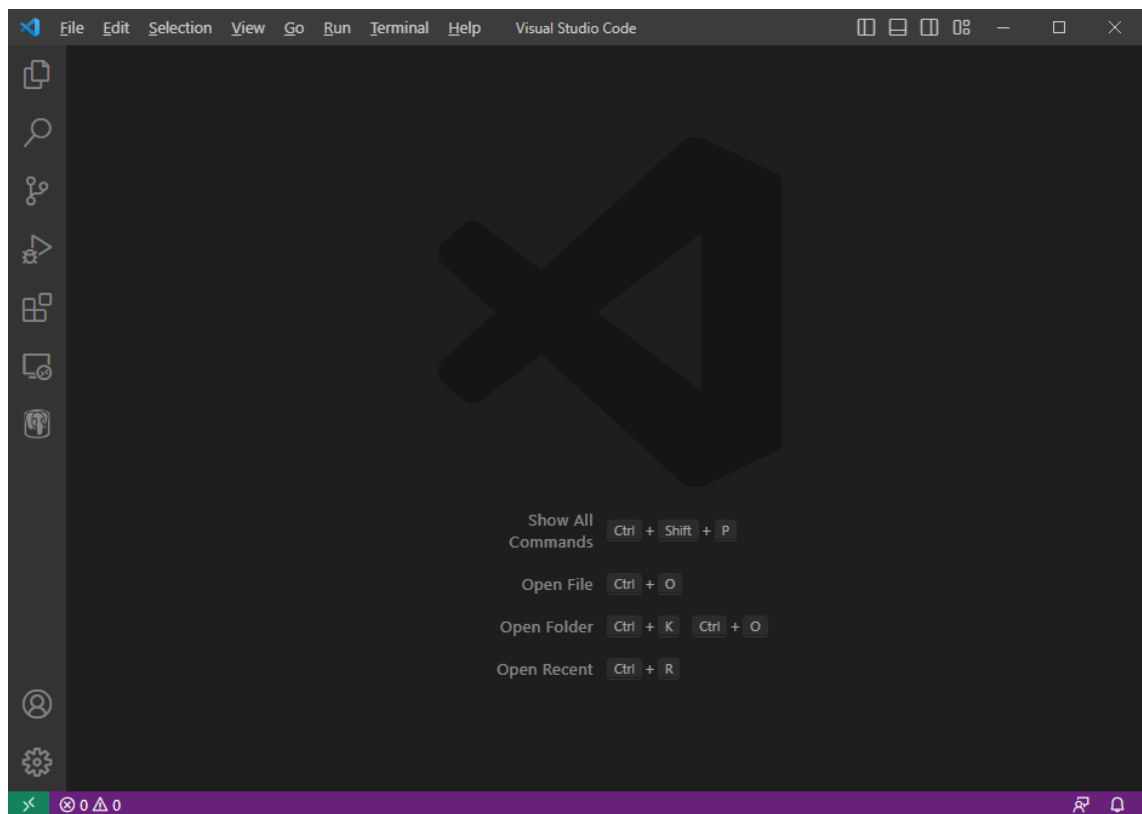 File Edit Selection View Go Run Terminal Help Visual Studio Code
Show All
Commands Ctrl + Shift + P
Open File Ctrl + O
Open Folder Ctrl + K Ctrl + O
Open Recent Ctrl + R
0 0